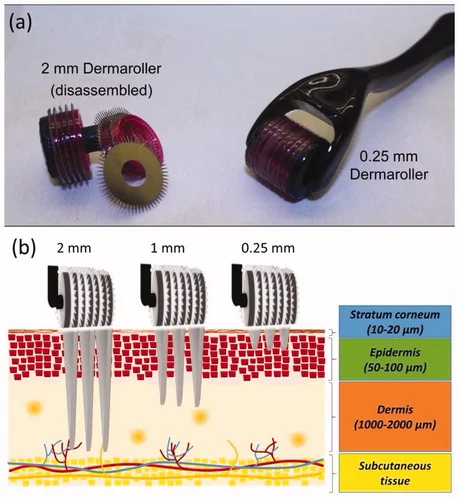 (a)
2 mm Dermaroller
(disassembled)
0.25 mm
Dermaroller
(b)
2 mm
1 mm
0.25 mm
Stratum corneum
(10-20 μm)
Epidermis
(50-100 μm)
Dermis
(1000-2000 μm)
Subcutaneous
tissue